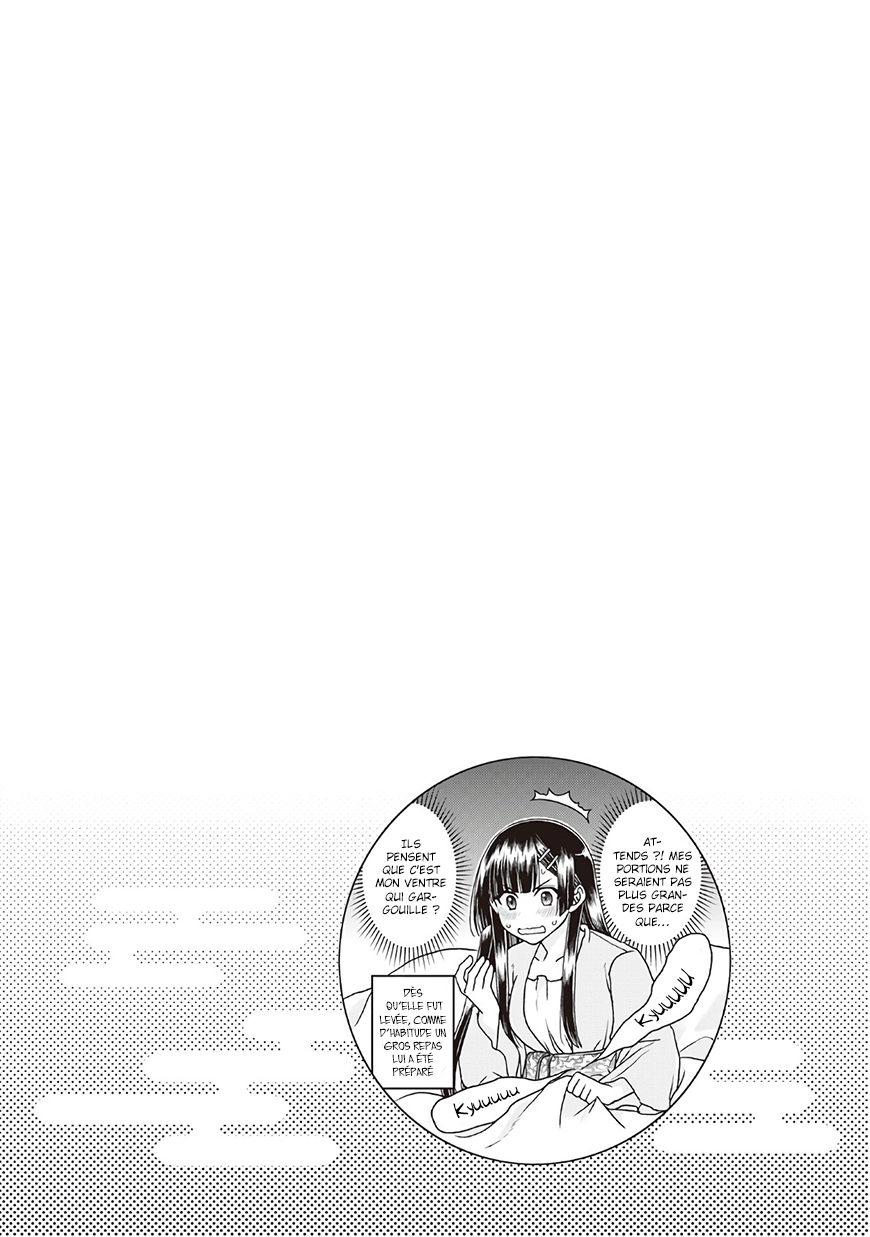 AT-
TENDS ?! MES
PORTIONS NE
SERAIENT PAS
PLUS GRAN-
DES PARCE
QUE...
ILS
PENSENT
QUE C'EST
MON VENTRE
QUI GAR-
GOUILLE ?
Kyuuuuu
DÈS
QU'ELLE FUT
LEVÉE, COMME
D'HABITUDE UN
GROS REPAS
LUI A ÉTÉ
PRÉPARÉ
Kyuuuuu